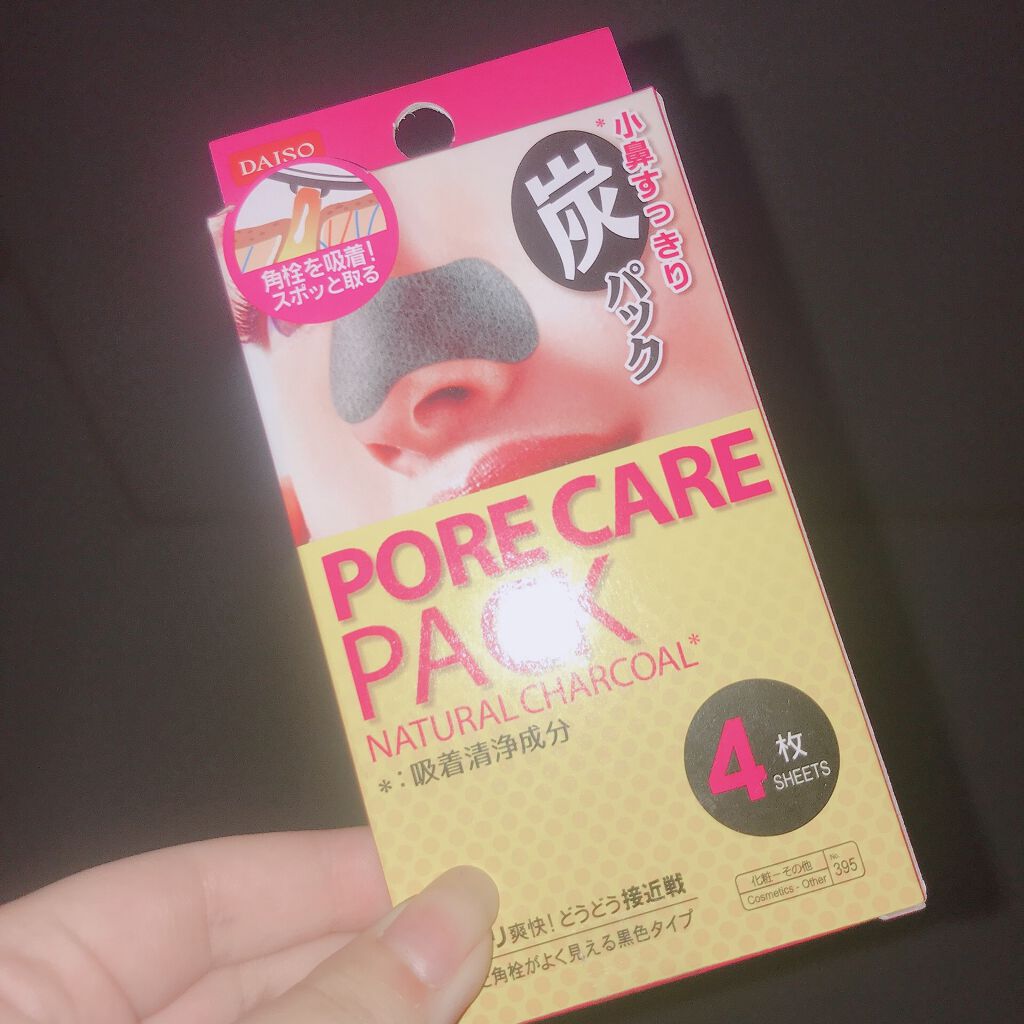 DAISO
角栓を吸着!
スポッと取る
小鼻すっきり
*
炭
パック
PORE CARE
PACK
NATURAL CHARCOAL*
*:吸着清浄成分
4
枚
SHEETS
化粧-その他
Cosmetics - Other
No.
395
爽快!どうどう接近戦
角栓がよく見える黒色タイプ